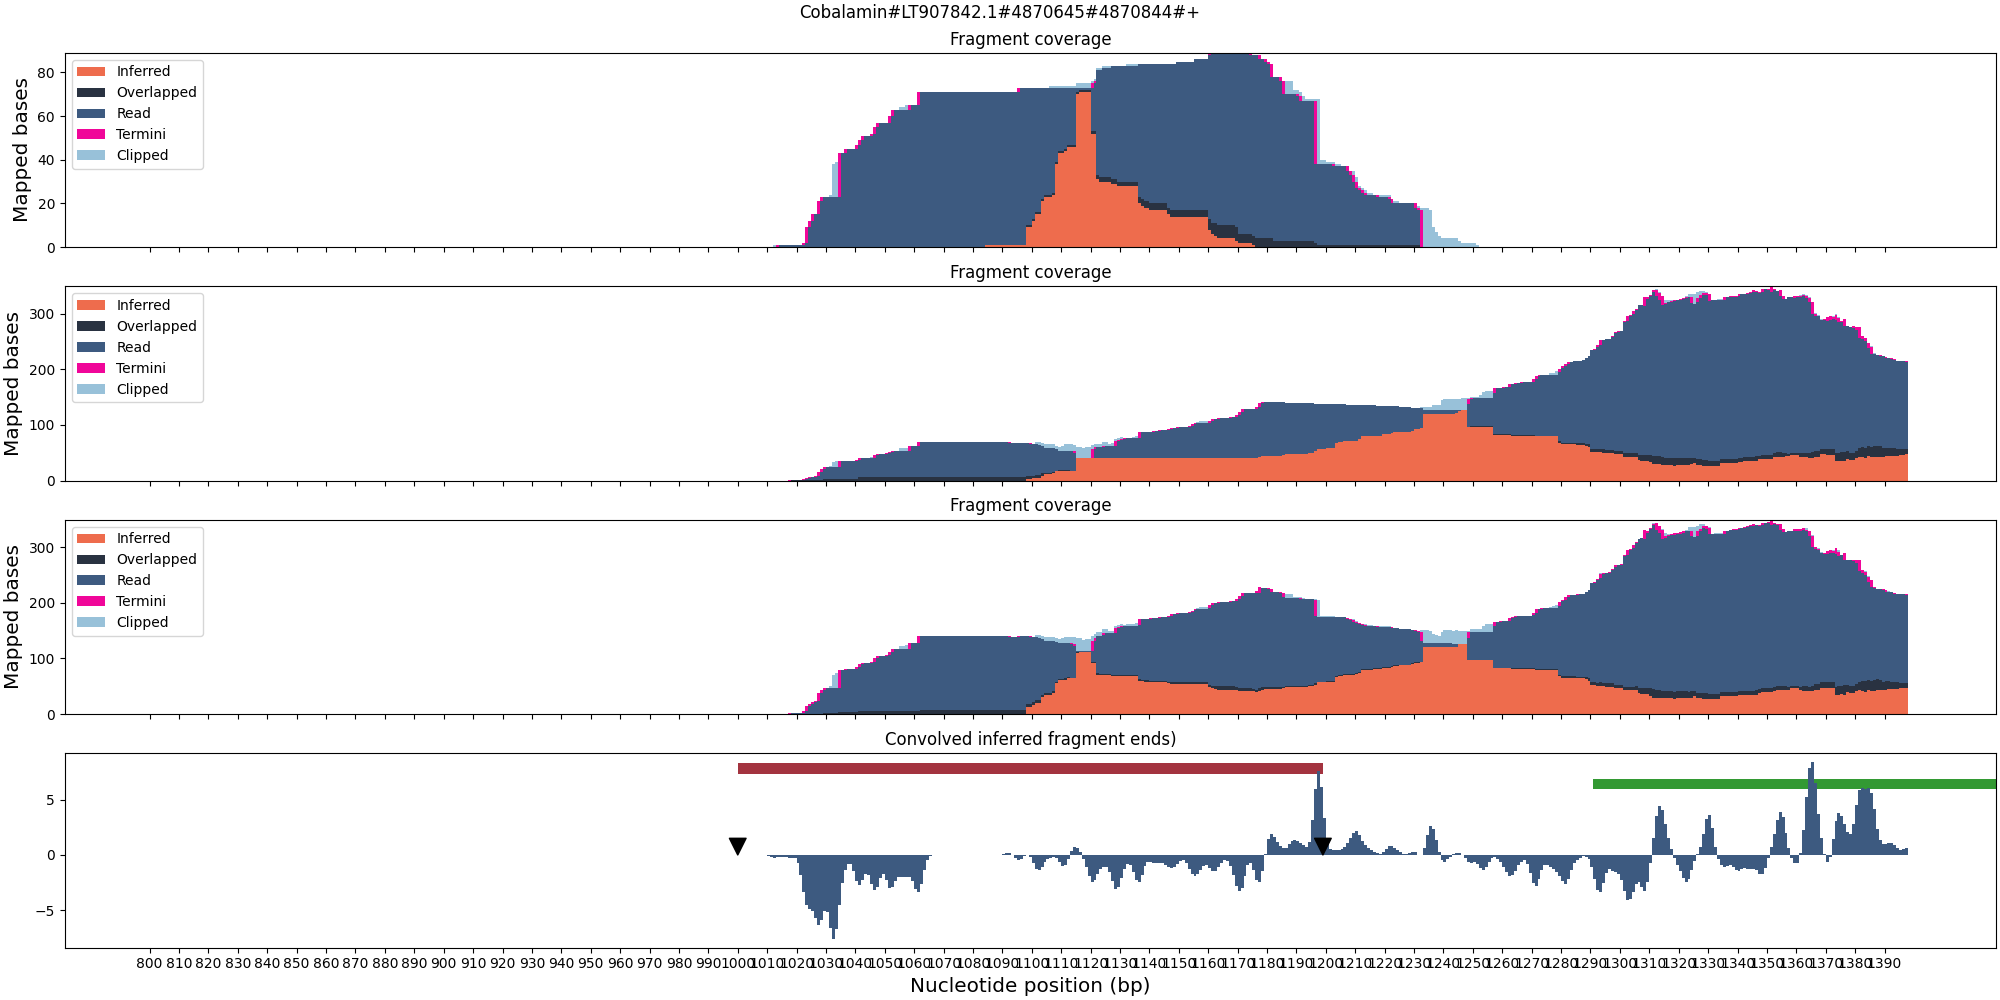 Cobalamin#LT907842.1#4870645#4870844#+
Fragment coverage
Mapped bases
80
60
40
20
0
Inferred
Overlapped
Read
Termini
Clipped
Fragment coverage
Mapped bases
300
200
100
0
Inferred
Overlapped
Read
Termini
Clipped
Fragment coverage
Mapped bases
300
200
100
0
Inferred
Overlapped
Read
Termini
Clipped
Convolved inferred fragment ends)
5
0
−5
800 810 820 830 840 850 860 870 880 890 900 910 920 930 940 950 960 970 980 990 1000 1010 1020 1030 1040 1050 1060 1070 1080 1090 1100 1110 1120 1130 1140 1150 1160 1170 1180 1190 1200 1210 1220 1230 1240 1250 1260 1270 1280 1290 1300 1310 1320 1330 1340 1350 1360 1370 1380 1390
Nucleotide position (bp)